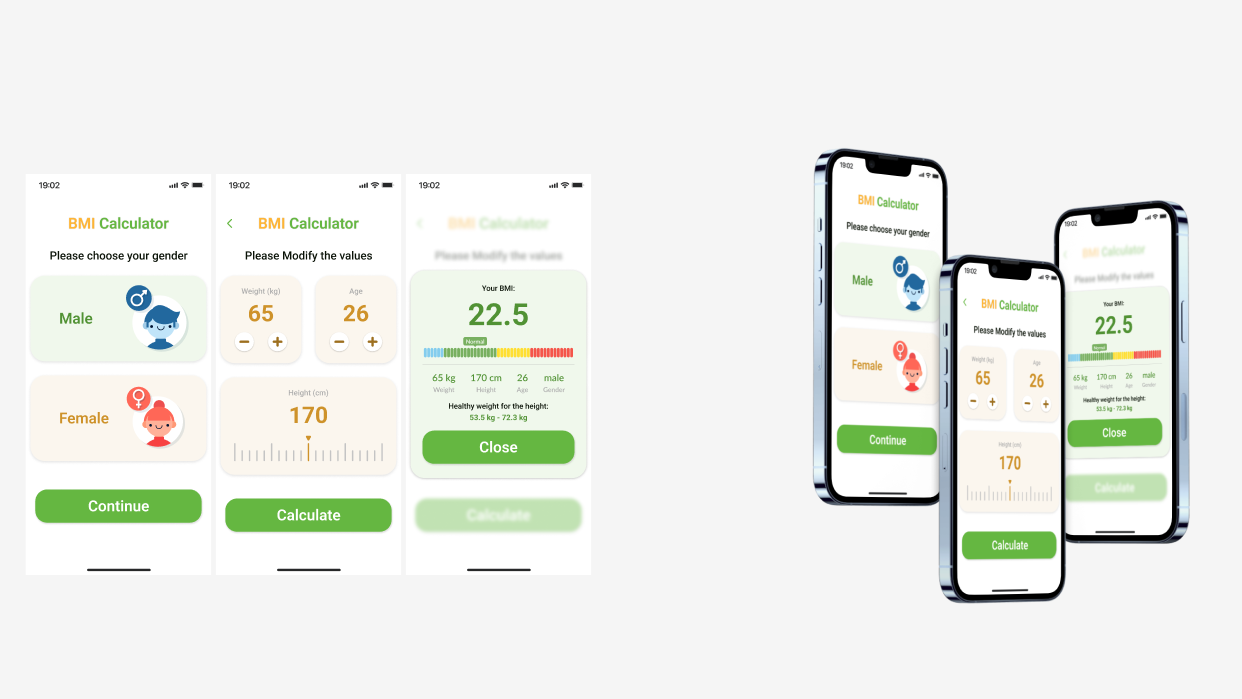 19:02
BMI Calculator
Please choose your gender
Male
Female
Continue
19:02
BMI Calculator
Please Modify the values
Weight (kg)
Age
65
26
Height (cm)
170
Calculate
19:02
BMI Calculator
Please Modify the values
Your BMI:
22.5
Normal
65 kg 170 cm 26 male
Weight Height Age Gender
Healthy weight for the height:
53.5 kg - 72.3 kg
Close
Calculate
19:02
BMI Calculator
Please choose your gender
Male
Female
Continue
19:02
BMI Calculator
Please Modify the values
Weight (kg)
Age
65
26
Height (cm)
170
Calculate
19:02
BMI Calculator
Please Modify the values
Your BMI:
22.5
Normal
65 kg 170 cm 26 male
Weight Height Age Gender
Healthy weight for the height:
53.5 kg - 72.3 kg
Close
Calculate